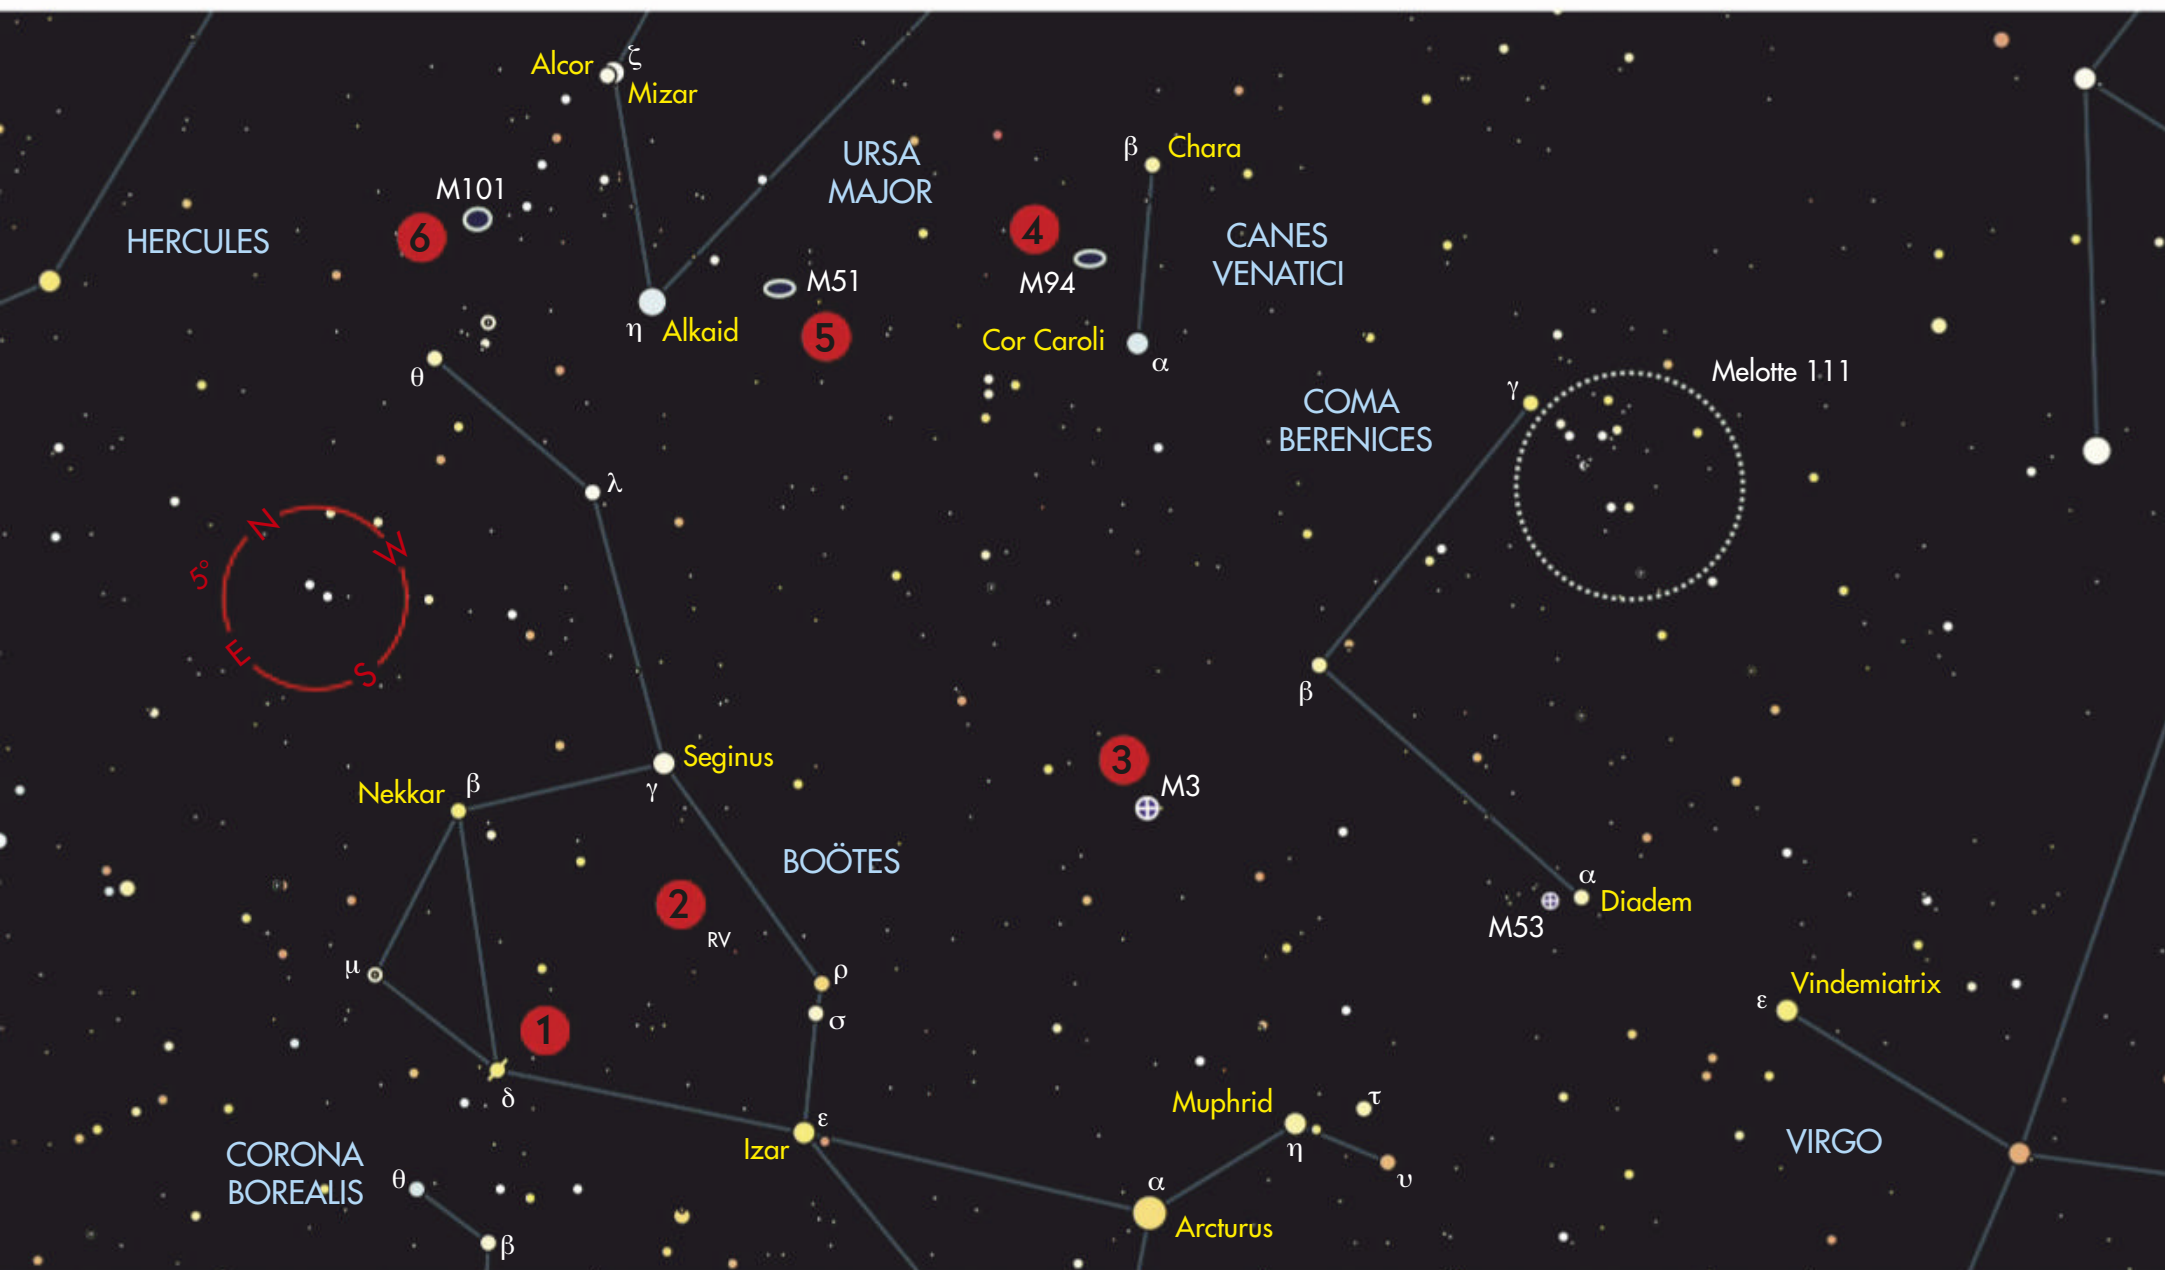 Alcor
ζ
Mizar
URSA
MAJOR
β
Chara
M101
6
HERCULES
4
CANES
VENATICI
M94
M51
5
η
Alkaid
Cor Caroli
α
θ
γ
Melotte 111
COMA
BERENICES
λ
N
W
5°
E
S
β
Seginus
γ
Nekkar
β
3
M3
BOÖTES
2
RV
α
Diadem
M53
μ
ρ
σ
Vindemiatrix
ε
1
δ
Muphrid
τ
η
υ
ε
Izar
VIRGO
CORONA
BOREALIS
θ
β
α
Arcturus